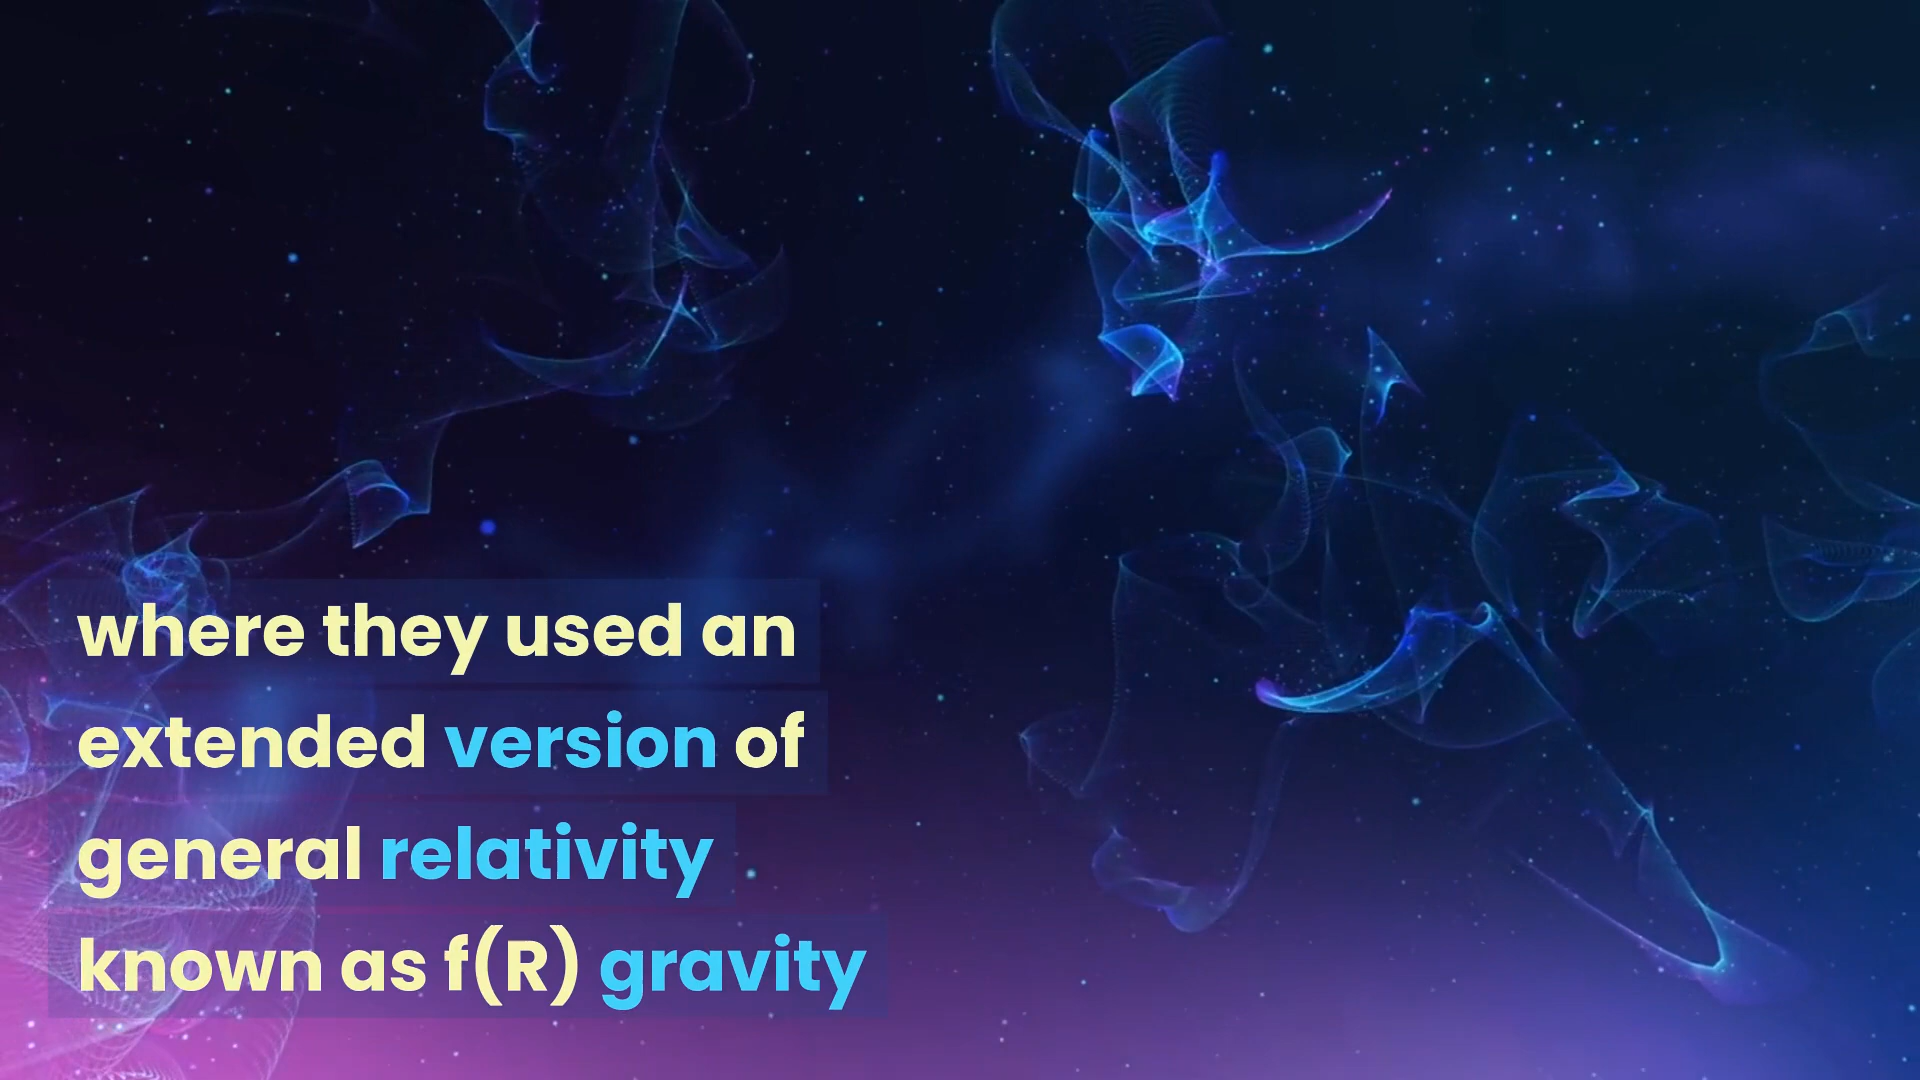 where they used an
extended version of
general relativity
known as f(R) gravity